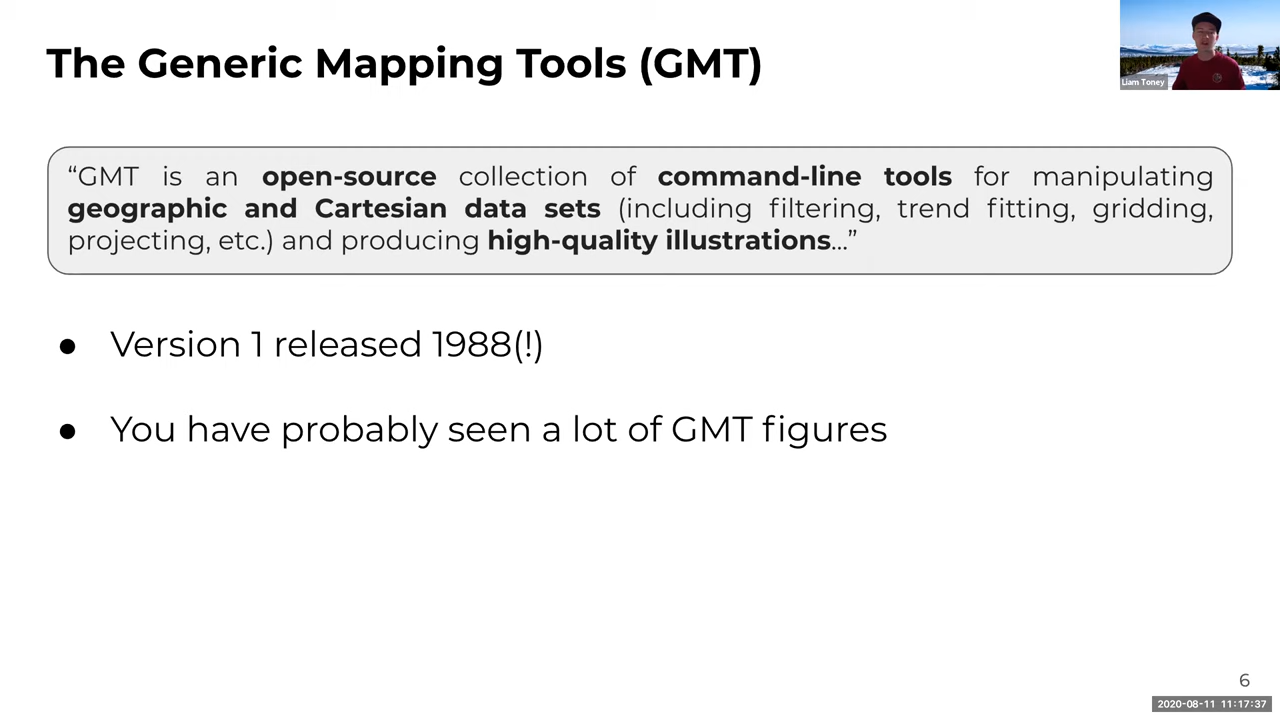 The Generic Mapping Tools (GMT)
Liam Toney
“GMT is an open-source collection of command-line tools for manipulating
geographic and Cartesian data sets (including filtering, trend fitting, gridding,
projecting, etc.) and producing high-quality illustrations...”
● Version 1 released 1988(!)
● You have probably seen a lot of GMT figures
6
2020-08-11 11:17:37